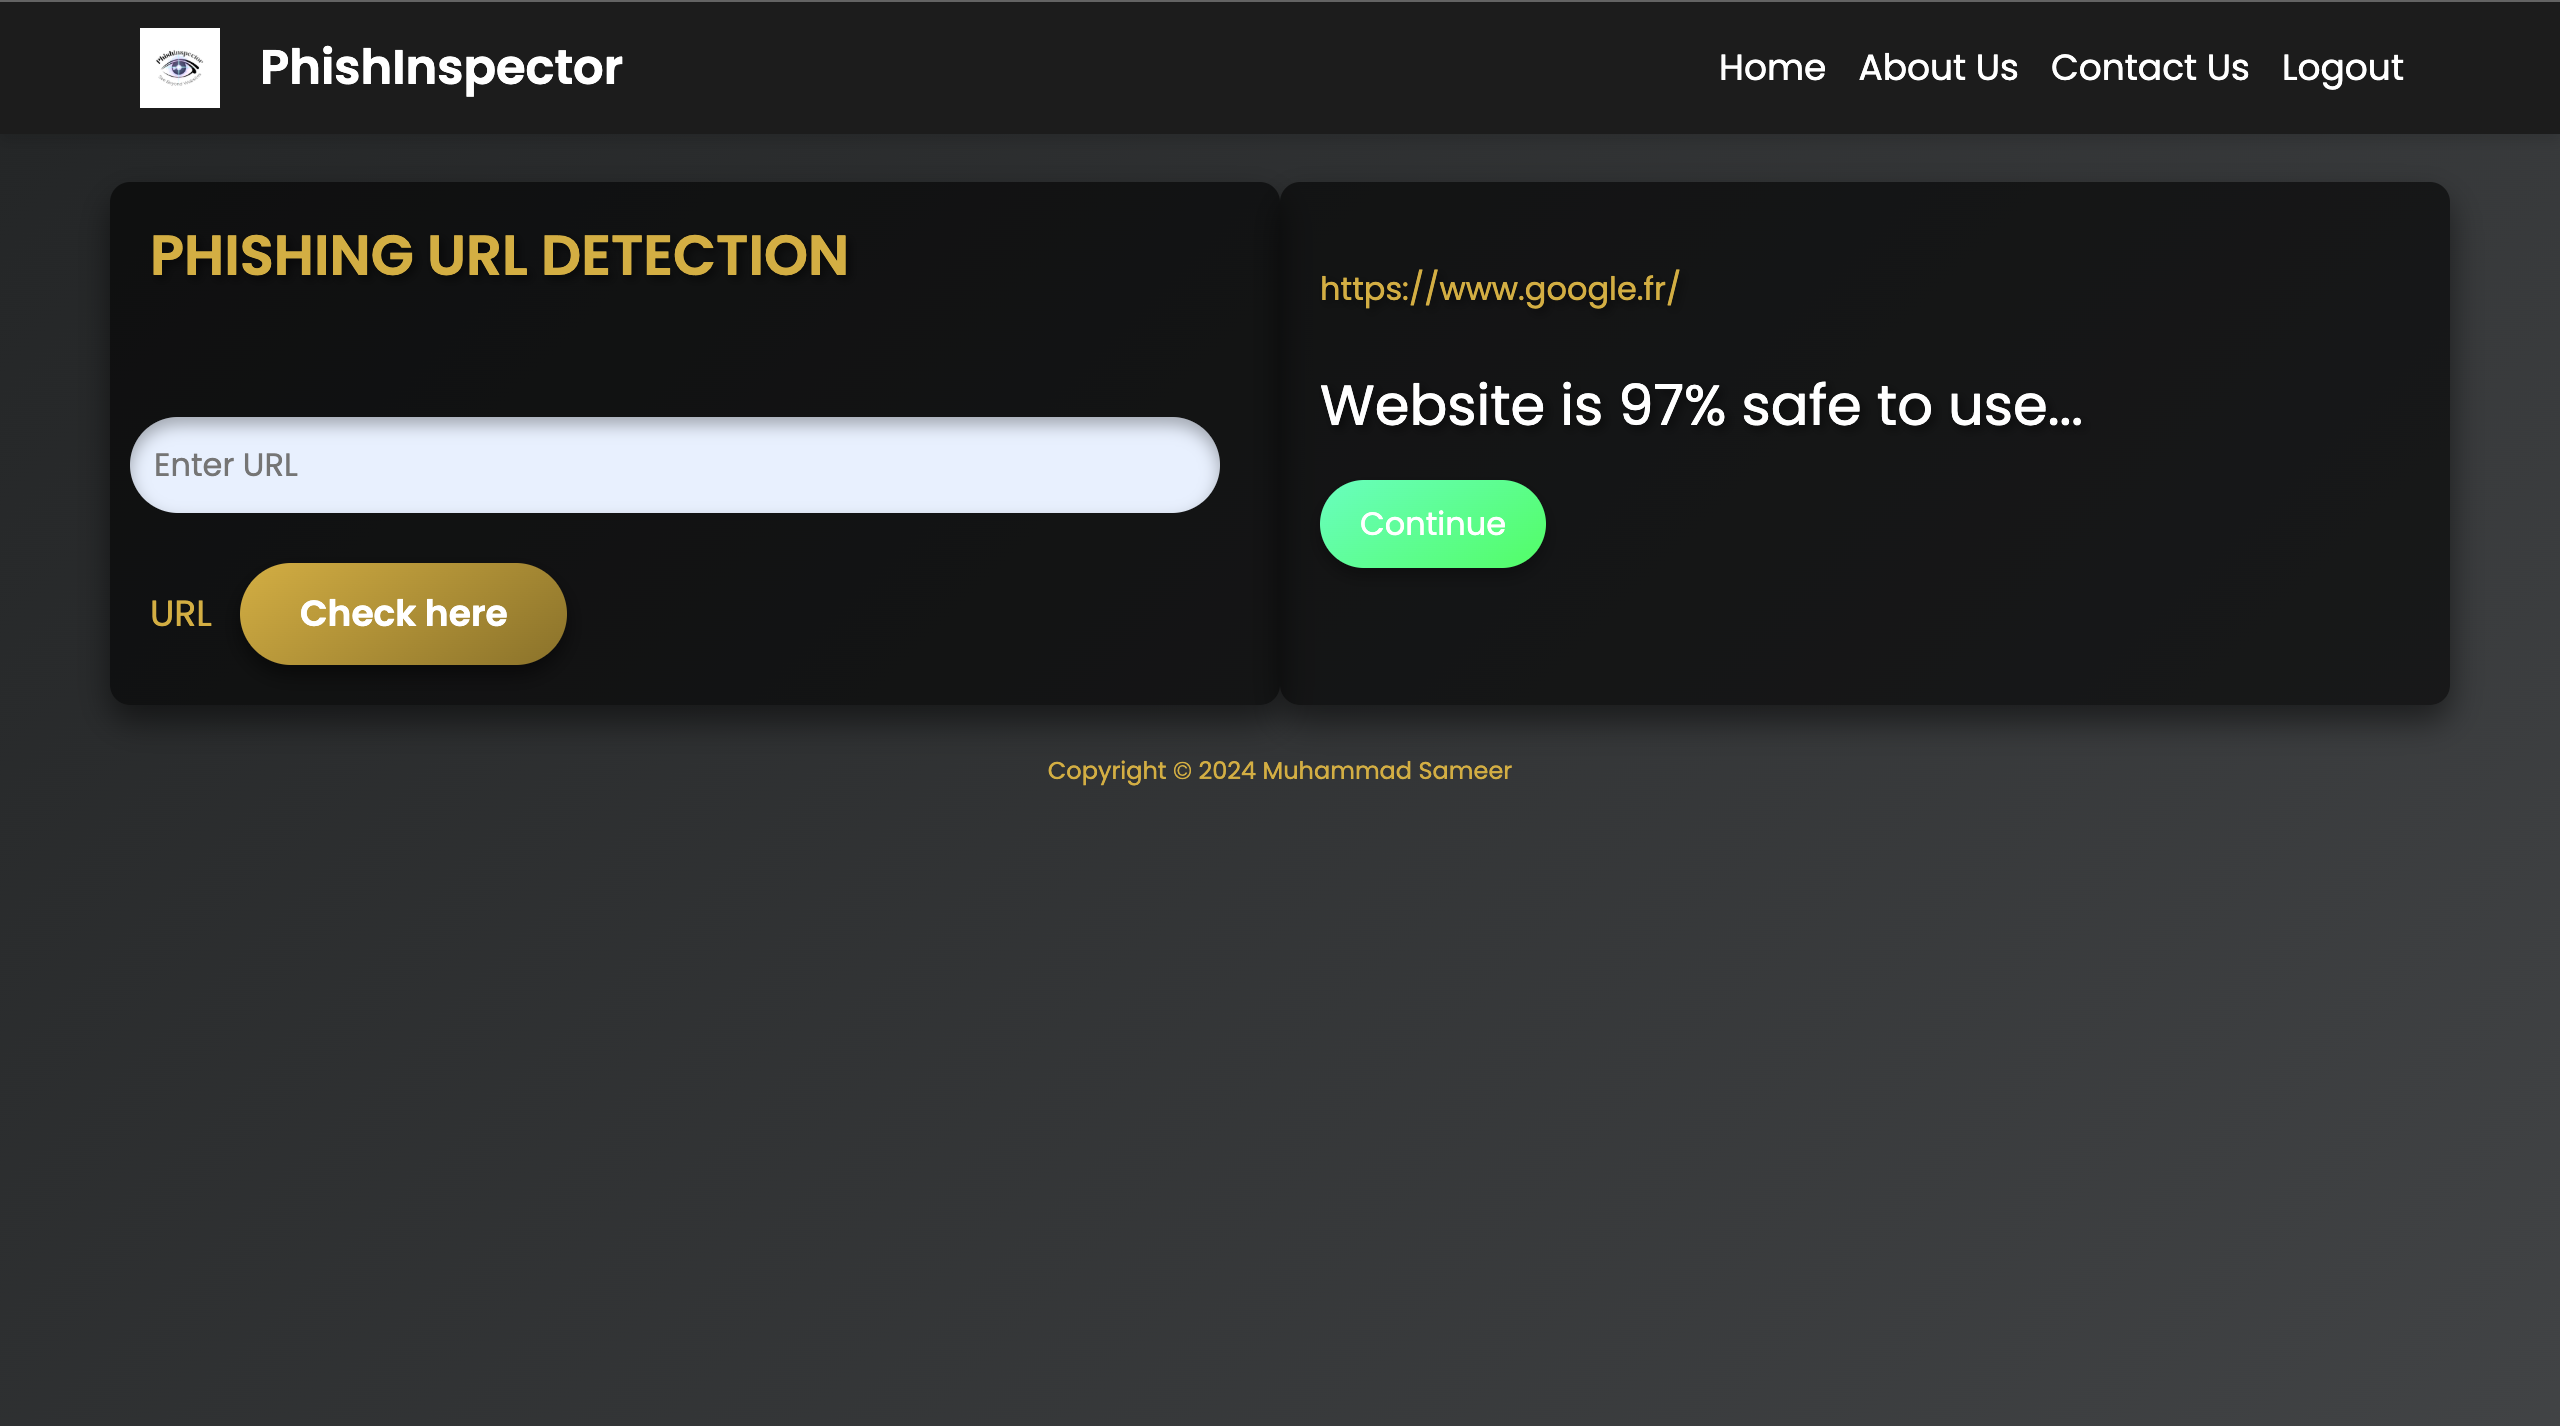 PhishInspector
PhishInspector
Home About Us Contact Us Logout
PHISHING URL DETECTION
Enter URL
URL Check here
https://www.google.fr/
Website is 97% safe to use...
Continue
Copyright © 2024 Muhammad Sameer